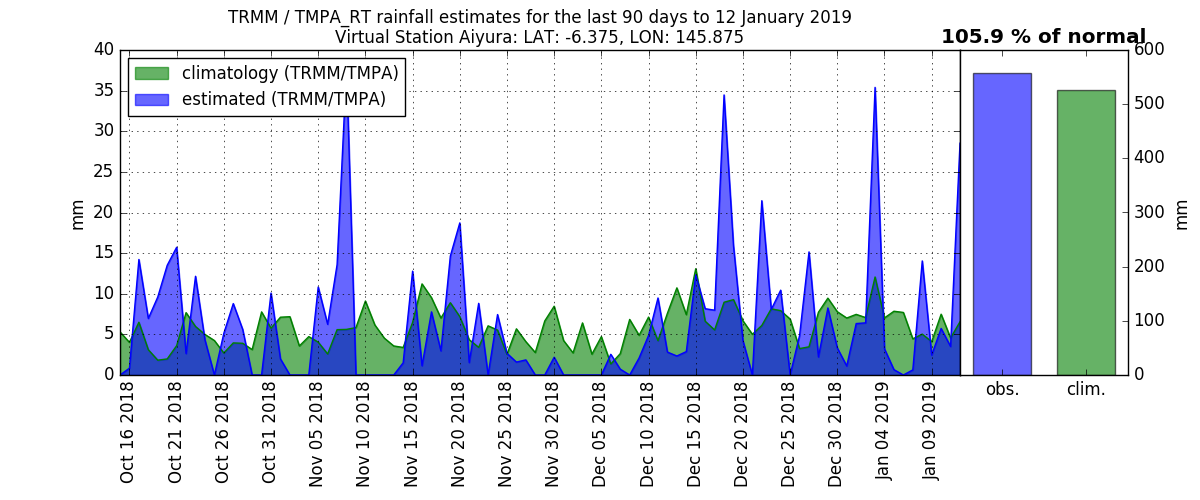 TRMM / TMPA_RT rainfall estimates for the last 90 days to 12 January 2019
Virtual Station Aiyura: LAT: -6.375, LON: 145.875
105.9 % of normal
climatology (TRMM/TMPA)
estimated (TRMM/TMPA)
40
35
30
25
20
15
10
5
0
mm
Oct 16 2018
Oct 21 2018
Oct 26 2018
Oct 31 2018
Nov 05 2018
Nov 10 2018
Nov 15 2018
Nov 20 2018
Nov 25 2018
Nov 30 2018
Dec 05 2018
Dec 10 2018
Dec 15 2018
Dec 20 2018
Dec 25 2018
Dec 30 2018
Jan 04 2019
Jan 09 2019
600
500
400
300
200
100
0
mm
obs.
clim.